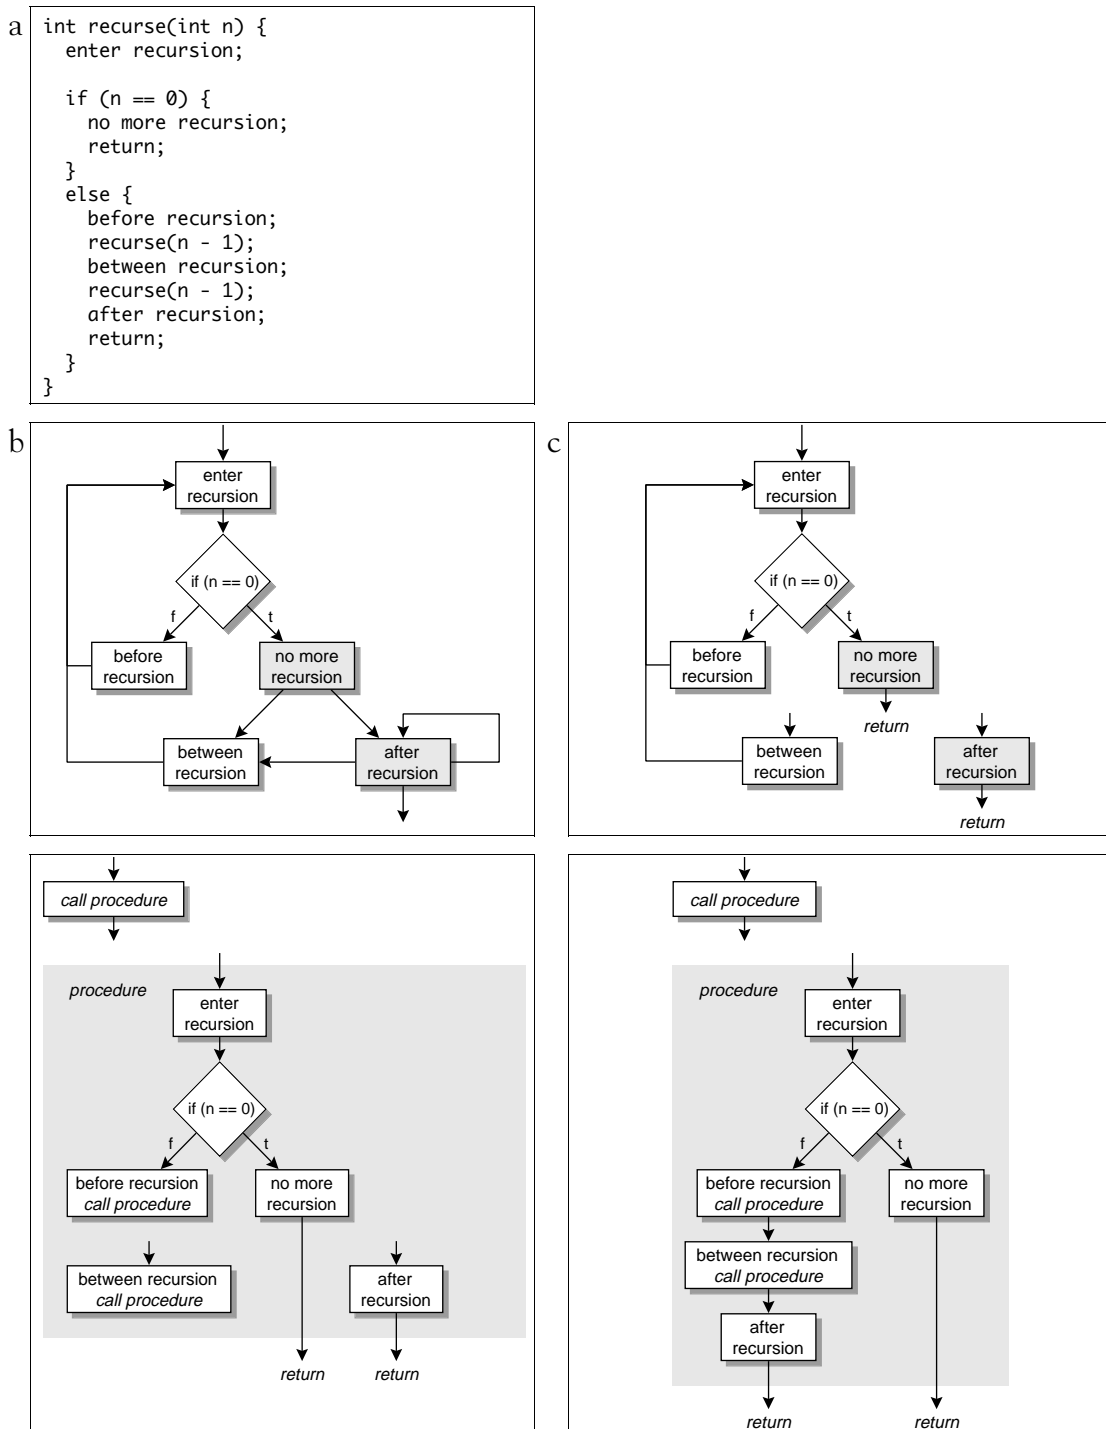 a
int recurse(int n) {
enter recursion;
if (n == 0) {
no more recursion;
return;
}
else {
before recursion;
recurse(n - 1);
between recursion;
recurse(n - 1);
after recursion;
return;
}
}
b
enter
recursion
if (n == 0)
f
t
before
recursion
no more
recursion
between
recursion
after
recursion
c
enter
recursion
if (n == 0)
f
t
before
recursion
no more
recursion
return
between
recursion
after
recursion
return
call procedure
procedure
enter
recursion
if (n == 0)
f
t
before recursion
call procedure
no more
recursion
between recursion
call procedure
after
recursion
return
return
call procedure
procedure
enter
recursion
if (n == 0)
f
t
before recursion
call procedure
no more
recursion
between recursion
call procedure
after
recursion
return
return